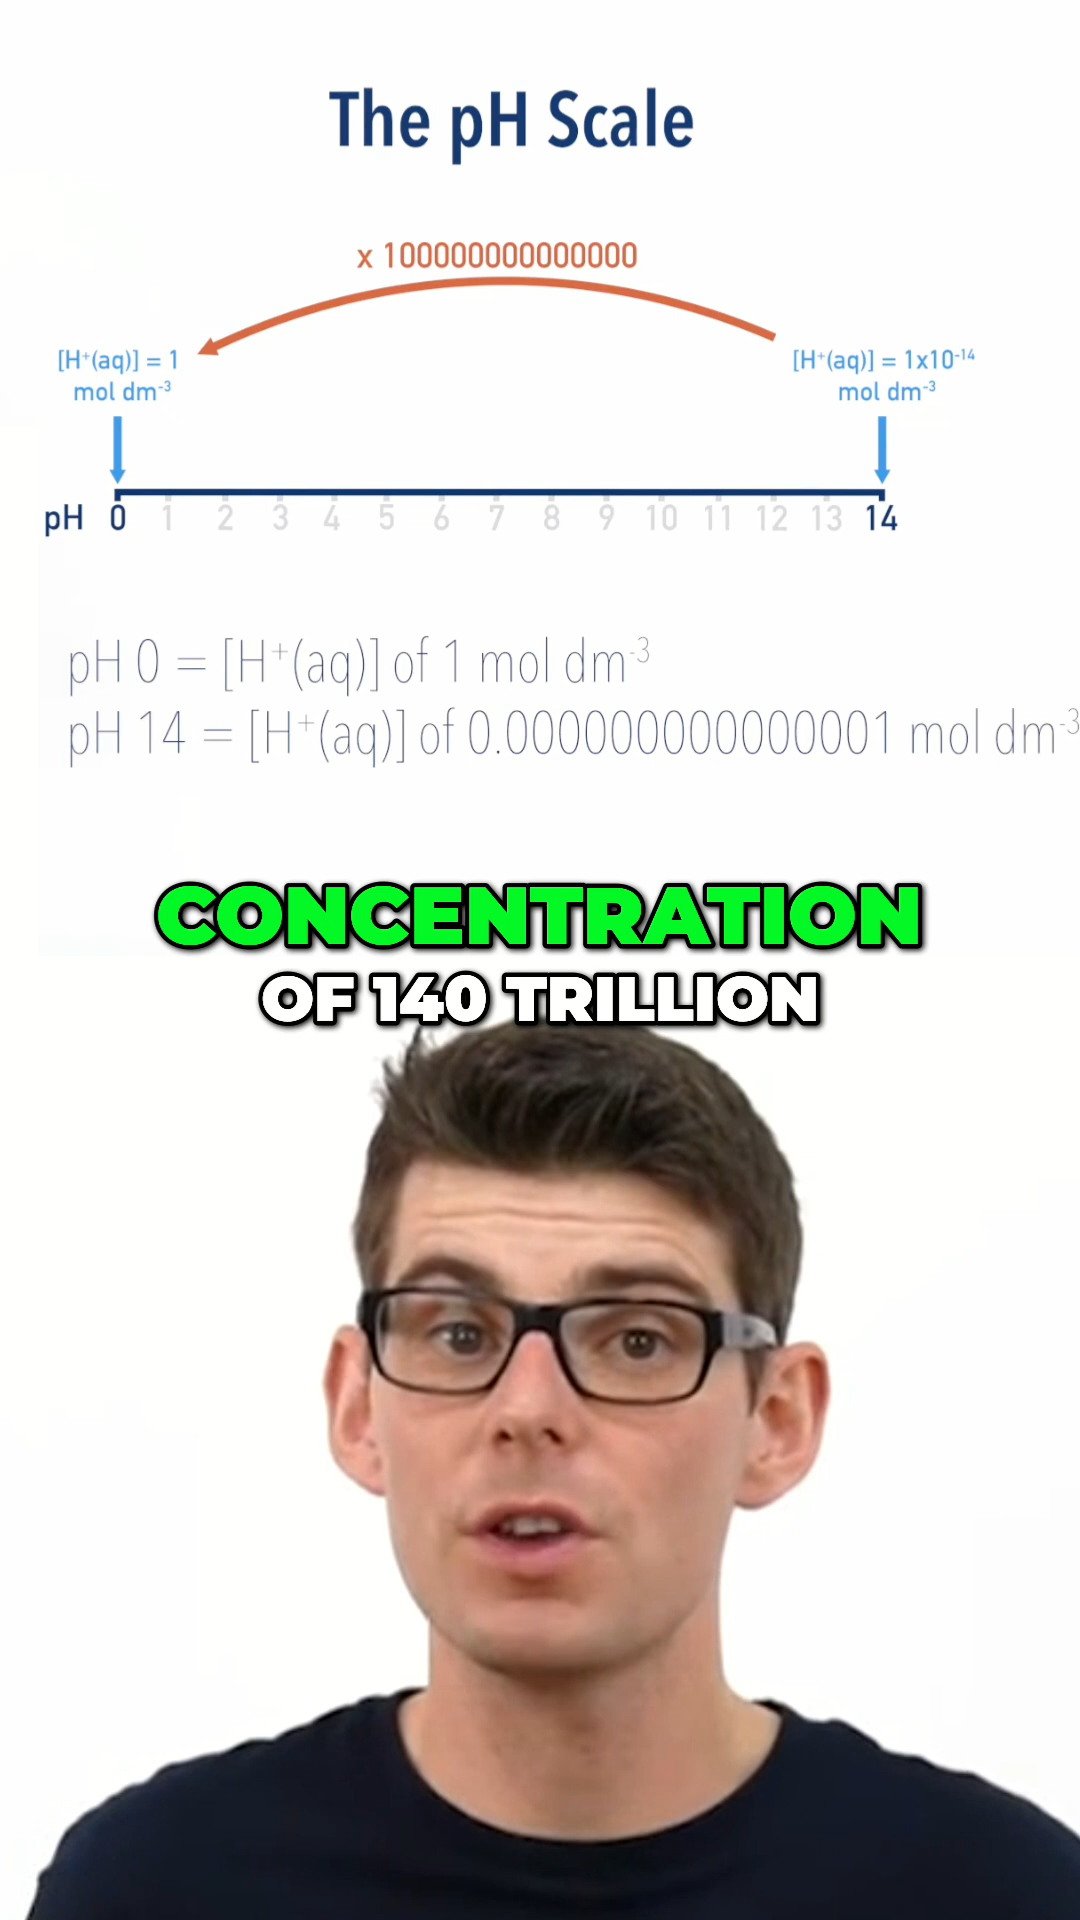 The pH Scale
x 100000000000000
[H⁺(aq)] = 1
mol dm⁻³
[H⁺(aq)] = 1x10⁻¹⁴
mol dm⁻³
pH 0 1 2 3 4 5 6 7 8 9 10 11 12 13 14
pH 0 = [H⁺(aq)] of 1 mol dm⁻³
pH 14 = [H⁺(aq)] of 0.000000000000001 mol dm⁻³
CONCENTRATION
OF 140 TRILLION